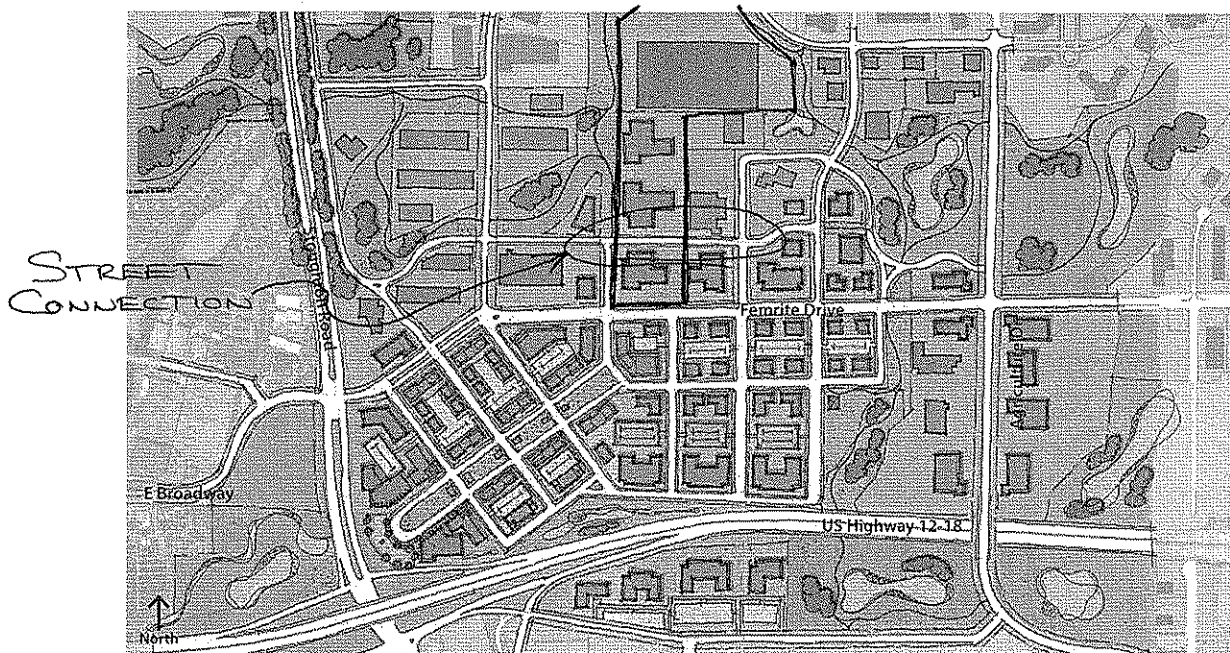 STREET
CONNECTION
Femrite Drive
E Broadway
US Highway 12-18
North